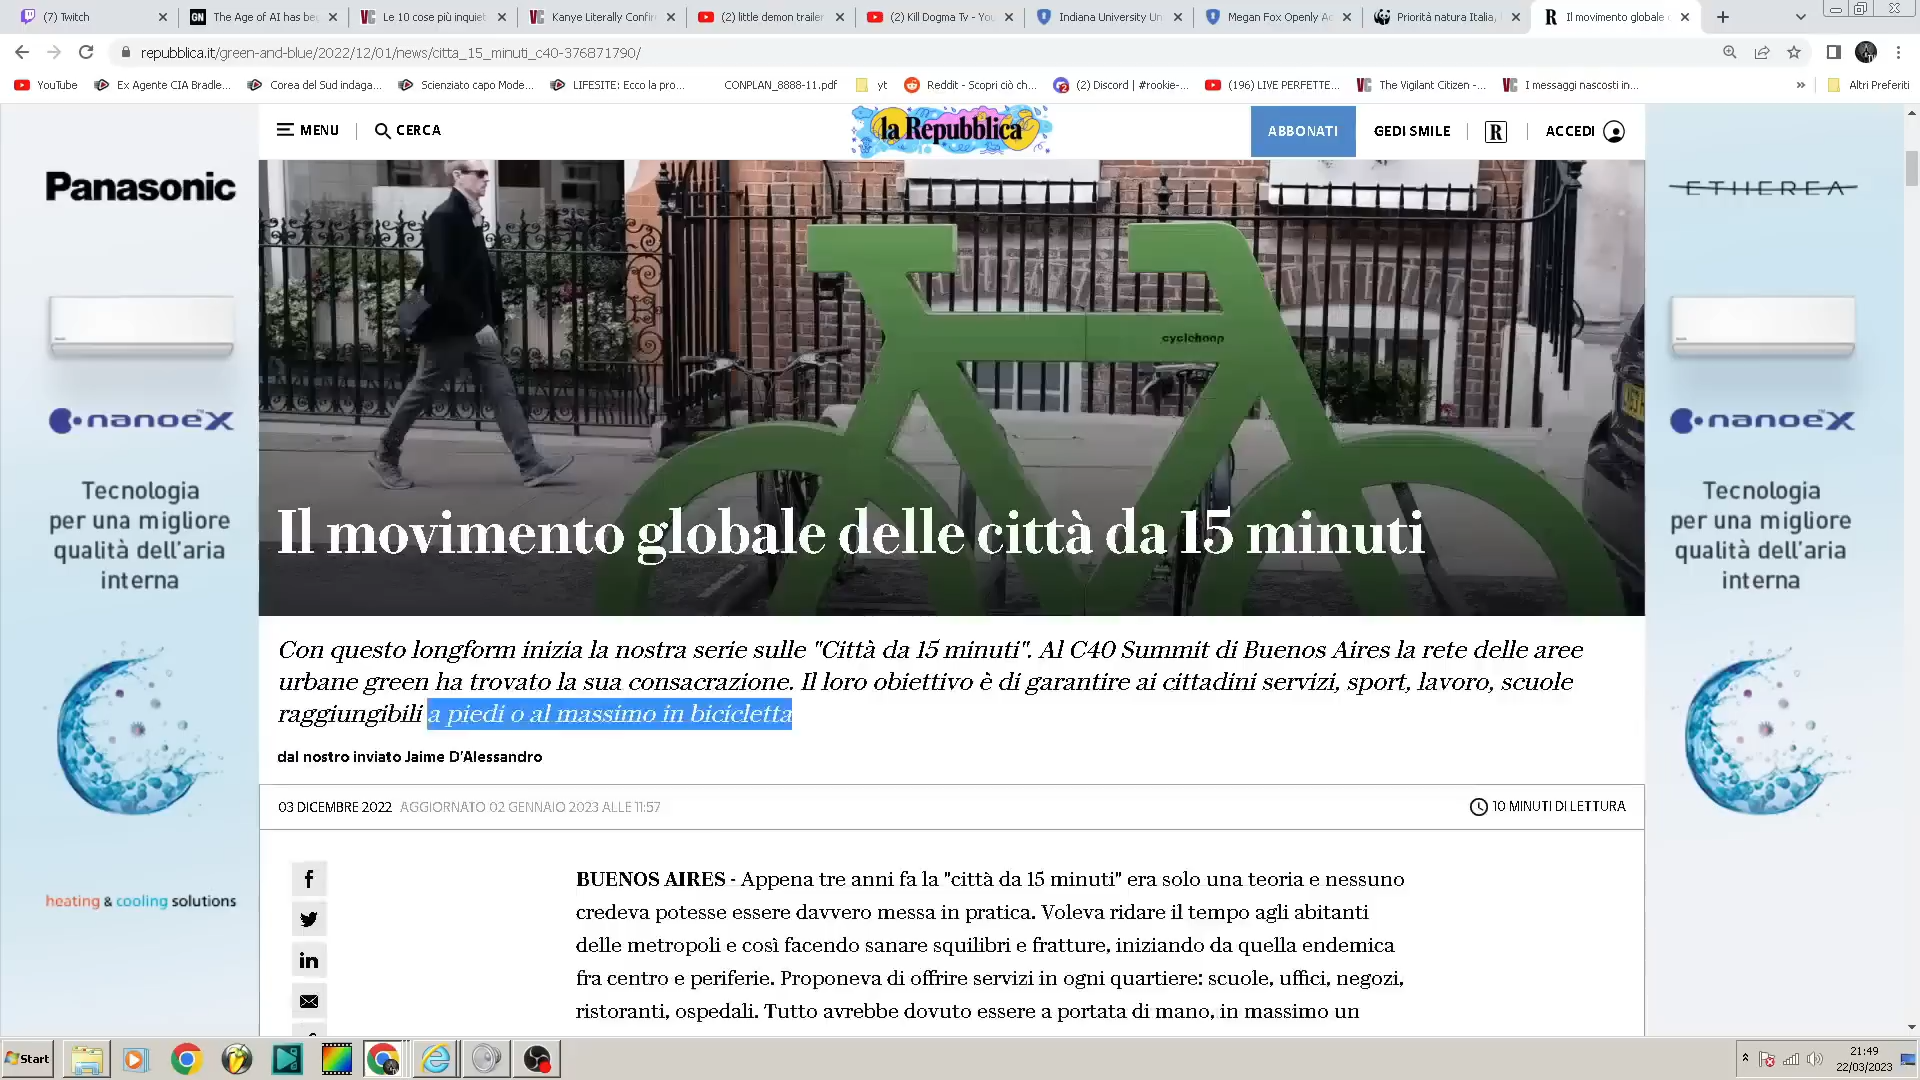 (7) Twitch
The Age of AI has be
Le 10 cose più inquiet
Kanye Literally Confir
(2) little demon trailer
(2) Kill Dogma Tv - You
Indiana University Un
Megan Fox Openly Ac
Priorità natura Italia,
Il movimento globale
repubblica.it/green-and-blue/2022/12/01/news/citta_15_minuti_c40-376871790/
YouTube
Ex Agente CIA Bradle...
Corea del Sud indaga...
Scienziato capo Mode...
LIFESITE: Ecco la pro...
CONPLAN_8888-11.pdf
yt
Reddit - Scopri ciò ch...
(2) Discord | #rookie-...
(196) LIVE PERFETTE...
The Vigilant Citizen -...
I messaggi nascosti in...
»
Altri Preferiti
MENU
CERCA
la Repubblica
ABBONATI
GEDI SMILE
R
ACCEDI
Panasonic
nanoeX
Tecnologia
per una migliore
qualità dell'aria
interna
heating & cooling solutions
cyclehoop
Il movimento globale delle città da 15 minuti
Con questo longform inizia la nostra serie sulle "Città da 15 minuti". Al C40 Summit di Buenos Aires la rete delle aree
urbane green ha trovato la sua consacrazione. Il loro obiettivo è di garantire ai cittadini servizi, sport, lavoro, scuole
raggiungibili a piedi o al massimo in bicicletta
dal nostro inviato Jaime D'Alessandro
03 DICEMBRE 2022 AGGIORNATO 02 GENNAIO 2023 ALLE 11:57
10 MINUTI DI LETTURA
BUENOS AIRES - Appena tre anni fa la "città da 15 minuti" era solo una teoria e nessuno
credeva potesse essere davvero messa in pratica. Voleva ridare il tempo agli abitanti
delle metropoli e così facendo sanare squilibri e fratture, iniziando da quella endemica
fra centro e periferie. Proponeva di offrire servizi in ogni quartiere: scuole, uffici, negozi,
ristoranti, ospedali. Tutto avrebbe dovuto essere a portata di mano, in massimo un
ETHEREA
nanoeX
Tecnologia
per una migliore
qualità dell'aria
interna
Start
21:49
22/03/2023